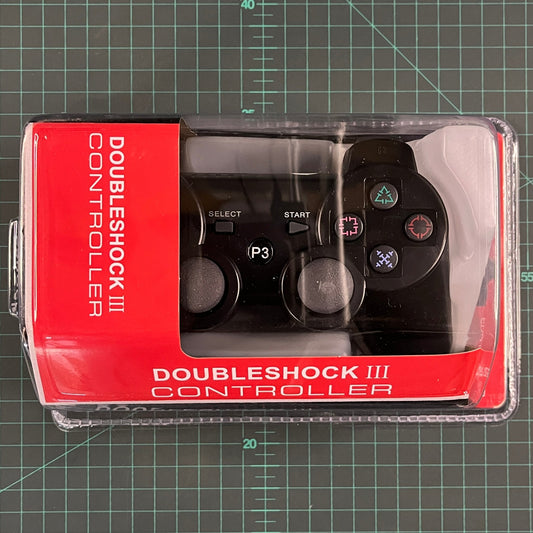 40
DOUBLESHOCK III
CONTROLLER
SELECT
START
P3
55
DOUBLESHOCK III
CONTROLLER
20